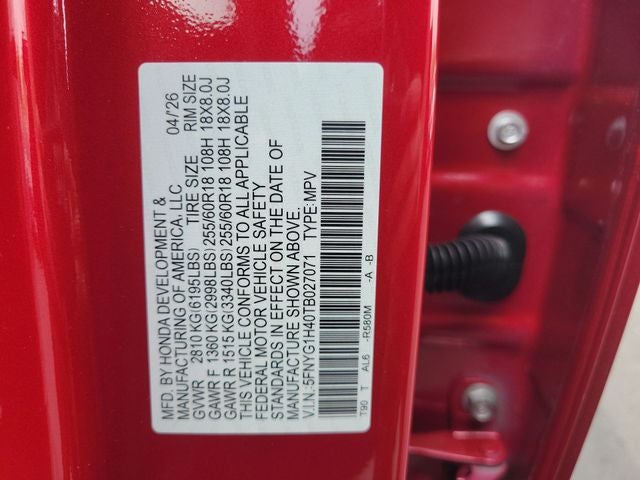 MFD. BY HONDA DEVELOPMENT & 04/26
MANUFACTURING OF AMERICA, LLC
GVWR 2810 KG(6195LBS) TIRE SIZE RIM SIZE
GAWR F 1360 KG(2998LBS) 255/60R18 108H 18X8.0J
GAWR R 1515 KG(3340LBS) 255/60R18 108H 18X8.0J
THIS VEHICLE CONFORMS TO ALL APPLICABLE
FEDERAL MOTOR VEHICLE SAFETY
STANDARDS IN EFFECT ON THE DATE OF
MANUFACTURE SHOWN ABOVE.
V.I.N.:5FNYG1H40TB027071 TYPE:MPV
T90 T AL6 -R580M -A -B